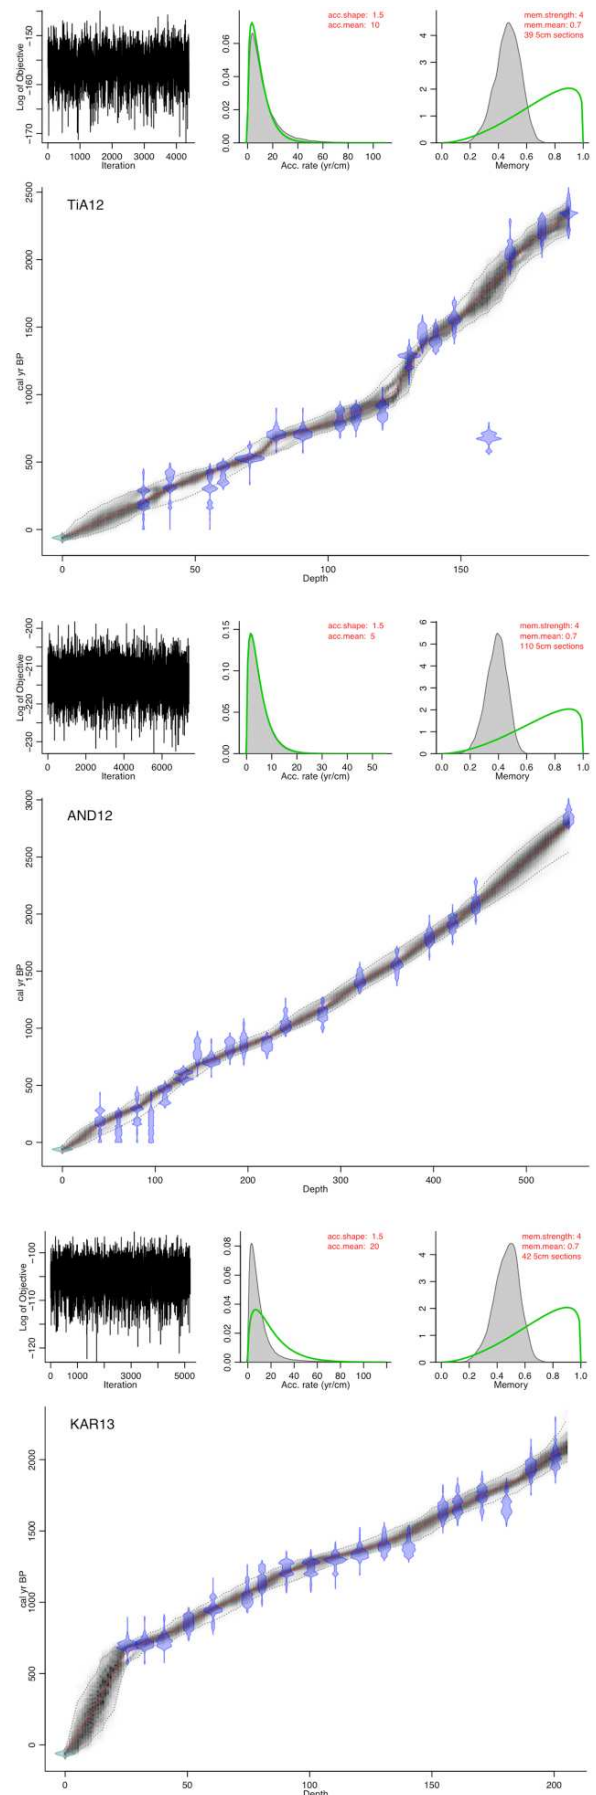 acc.shape: 1.5
acc.mean: 10
mem.strength: 4
mem.mean: 0.7
39 5cm sections
Log of Objective
−170 −160 −150
0 1000 2000 3000 4000
Iteration
0.00 0.02 0.04 0.06
0 20 40 60 80 100
Acc. rate (yr/cm)
0 1 2 3 4
0.0 0.2 0.4 0.6 0.8 1.0
Memory
TiA12
cal yr BP
0 500 1000 1500 2000 2500
0 50 100 150
Depth
acc.shape: 1.5
acc.mean: 5
mem.strength: 4
mem.mean: 0.7
110 5cm sections
Log of Objective
−230 −220 −210 −200
0 2000 4000 6000
Iteration
0.00 0.05 0.10 0.15
0 10 20 30 40 50
Acc. rate (yr/cm)
0 1 2 3 4 5 6
0.0 0.2 0.4 0.6 0.8 1.0
Memory
AND12
cal yr BP
0 500 1000 1500 2000 2500 3000
0 100 200 300 400 500
Depth
acc.shape: 1.5
acc.mean: 20
mem.strength: 4
mem.mean: 0.7
42 5cm sections
Log of Objective
−120 −110 −100
0 1000 3000 5000
Iteration
0.00 0.02 0.04 0.06 0.08
0 20 40 60 80 100
Acc. rate (yr/cm)
0 1 2 3 4
0.0 0.2 0.4 0.6 0.8 1.0
Memory
KAR13
cal yr BP
0 500 1000 1500 2000
0 50 100 150 200
Depth